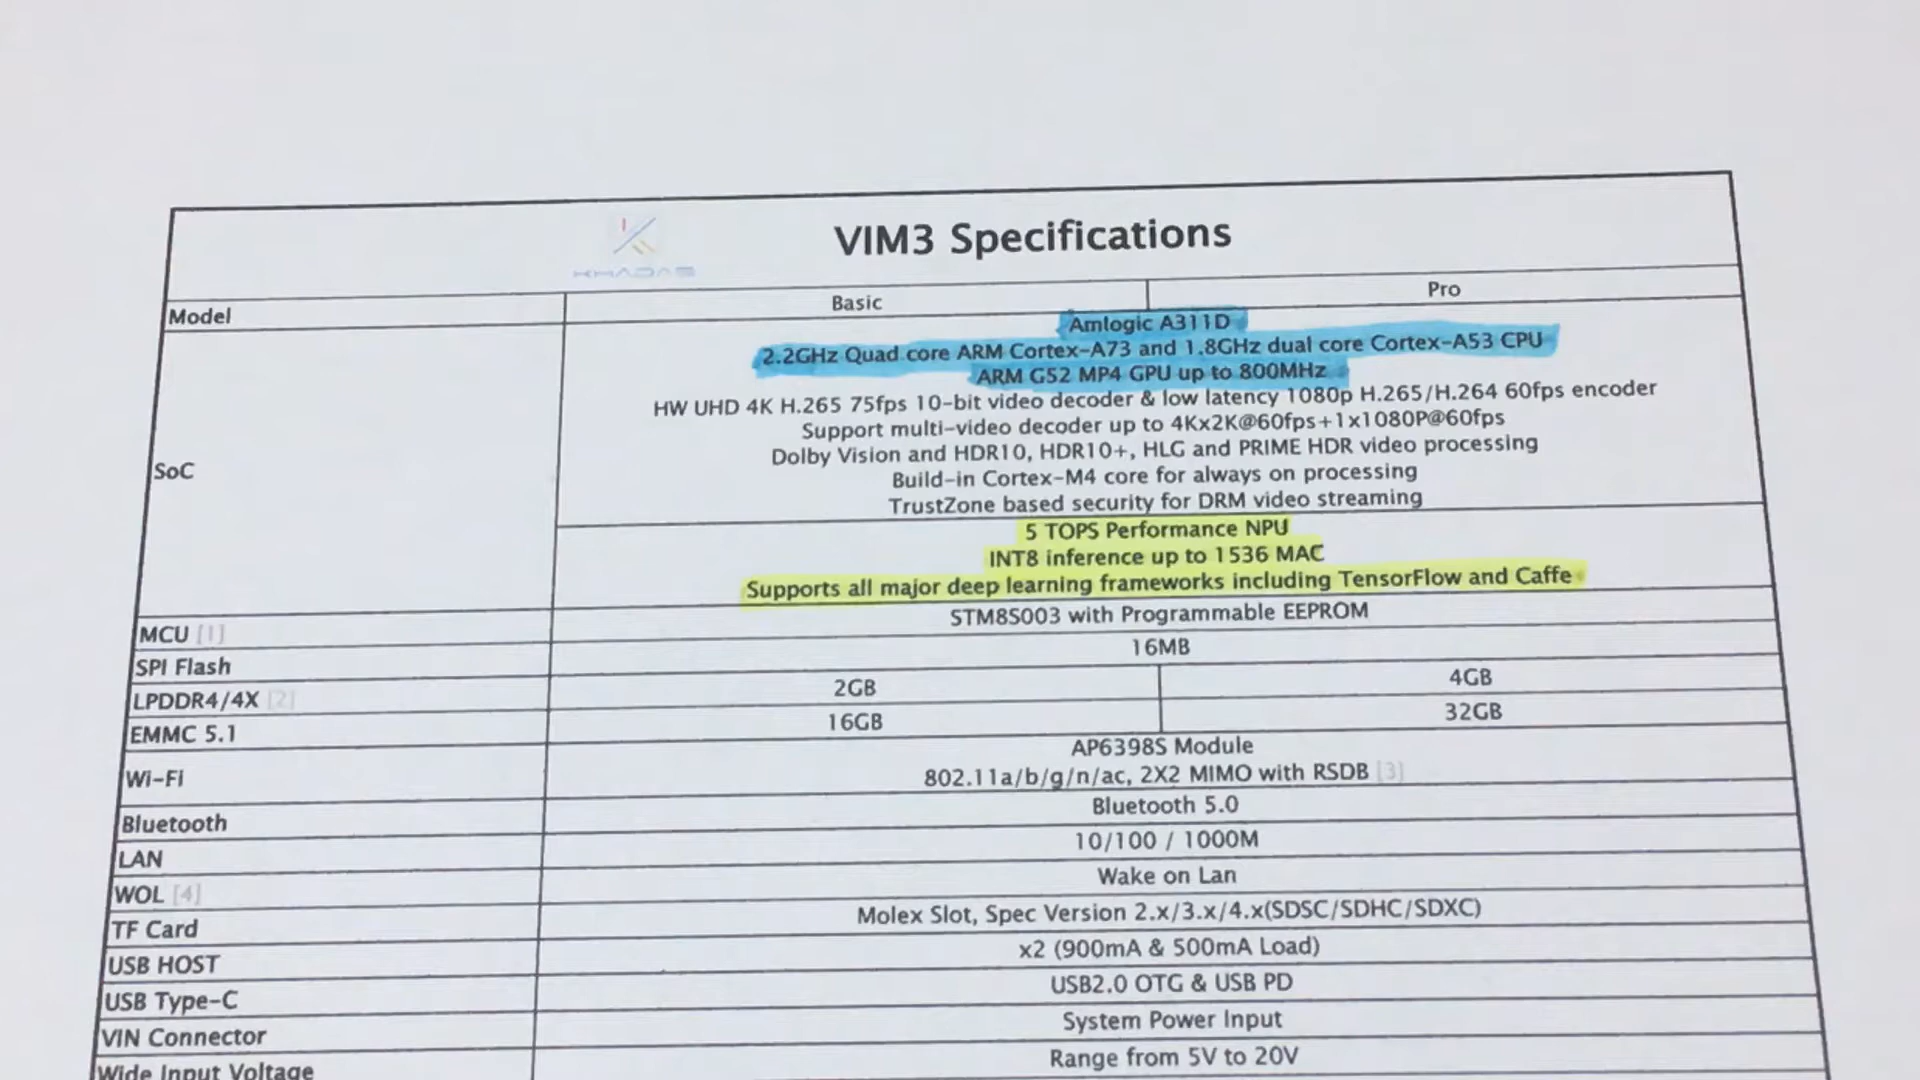 KHADAS
VIM3 Specifications
Model Basic Pro
SoC
Amlogic A311D
2.2GHz Quad core ARM Cortex-A73 and 1.8GHz dual core Cortex-A53 CPU
ARM G52 MP4 GPU up to 800MHz
HW UHD 4K H.265 75fps 10-bit video decoder & low latency 1080p H.265/H.264 60fps encoder
Support multi-video decoder up to 4Kx2K@60fps+1x1080P@60fps
Dolby Vision and HDR10, HDR10+, HLG and PRIME HDR video processing
Build-in Cortex-M4 core for always on processing
TrustZone based security for DRM video streaming
5 TOPS Performance NPU
INT8 inference up to 1536 MAC
Supports all major deep learning frameworks including TensorFlow and Caffe
MCU [1] STM8S003 with Programmable EEPROM
SPI Flash 16MB
LPDDR4/4X [2] 2GB 4GB
EMMC 5.1 16GB 32GB
Wi-Fi
AP6398S Module
802.11a/b/g/n/ac, 2X2 MIMO with RSDB [3]
Bluetooth Bluetooth 5.0
LAN 10/100 / 1000M
WOL [4] Wake on Lan
TF Card Molex Slot, Spec Version 2.x/3.x/4.x(SDSC/SDHC/SDXC)
USB HOST x2 (900mA & 500mA Load)
USB Type-C USB2.0 OTG & USB PD
VIN Connector System Power Input
Wide Input Voltage Range from 5V to 20V